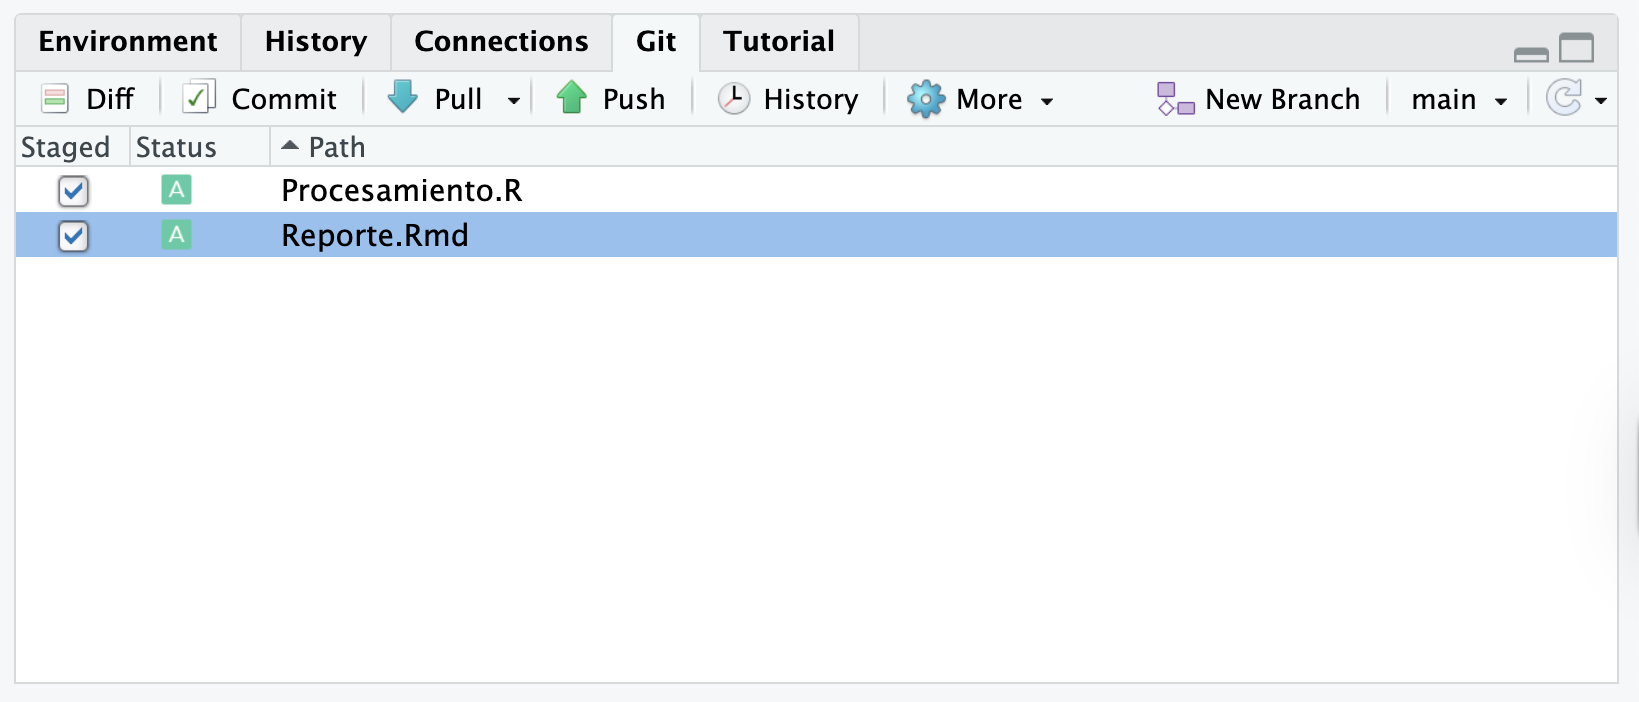 Environment History Connections Git Tutorial
Diff Commit Pull Push History More New Branch main
Staged Status Path
A Procesamiento.R
A Reporte.Rmd